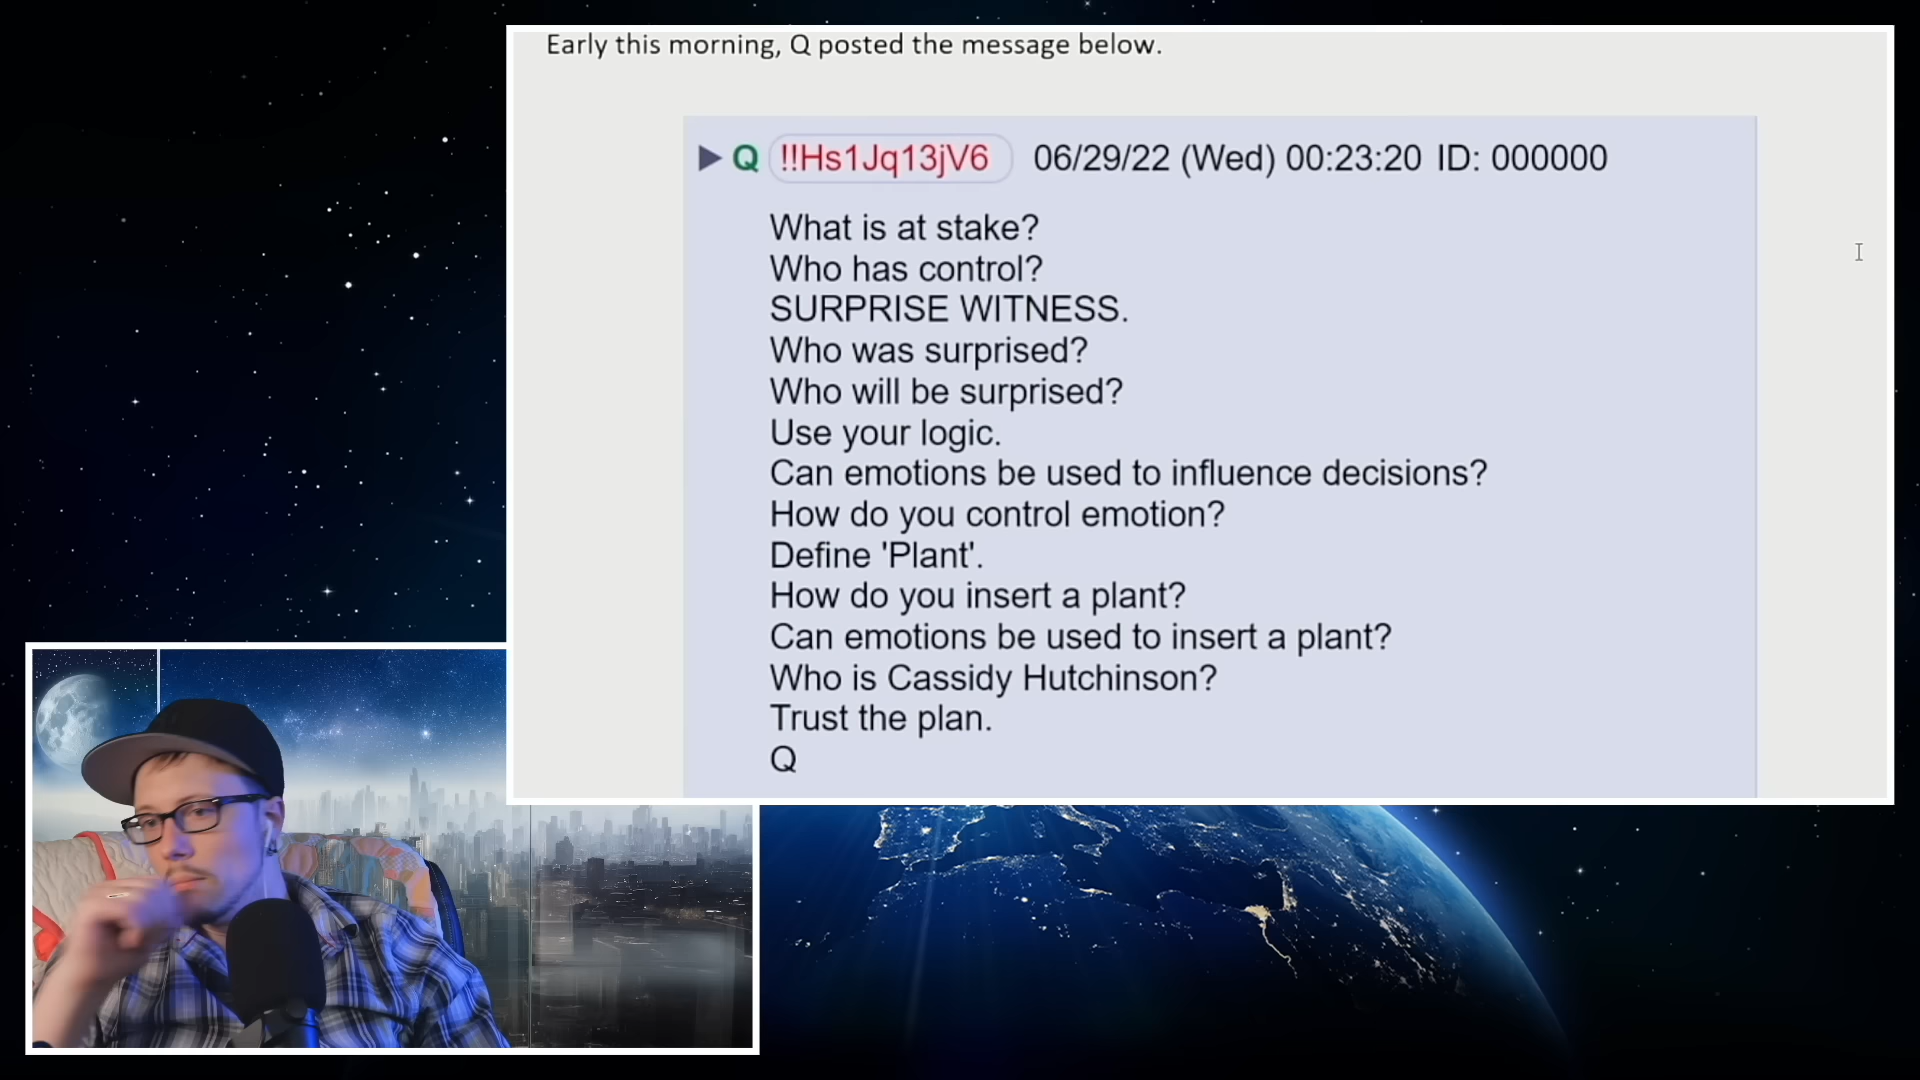 Early this morning, Q posted the message below.
Q !!Hs1Jq13jV6 06/29/22 (Wed) 00:23:20 ID: 000000
What is at stake?
Who has control?
SURPRISE WITNESS.
Who was surprised?
Who will be surprised?
Use your logic.
Can emotions be used to influence decisions?
How do you control emotion?
Define 'Plant'.
How do you insert a plant?
Can emotions be used to insert a plant?
Who is Cassidy Hutchinson?
Trust the plan.
Q